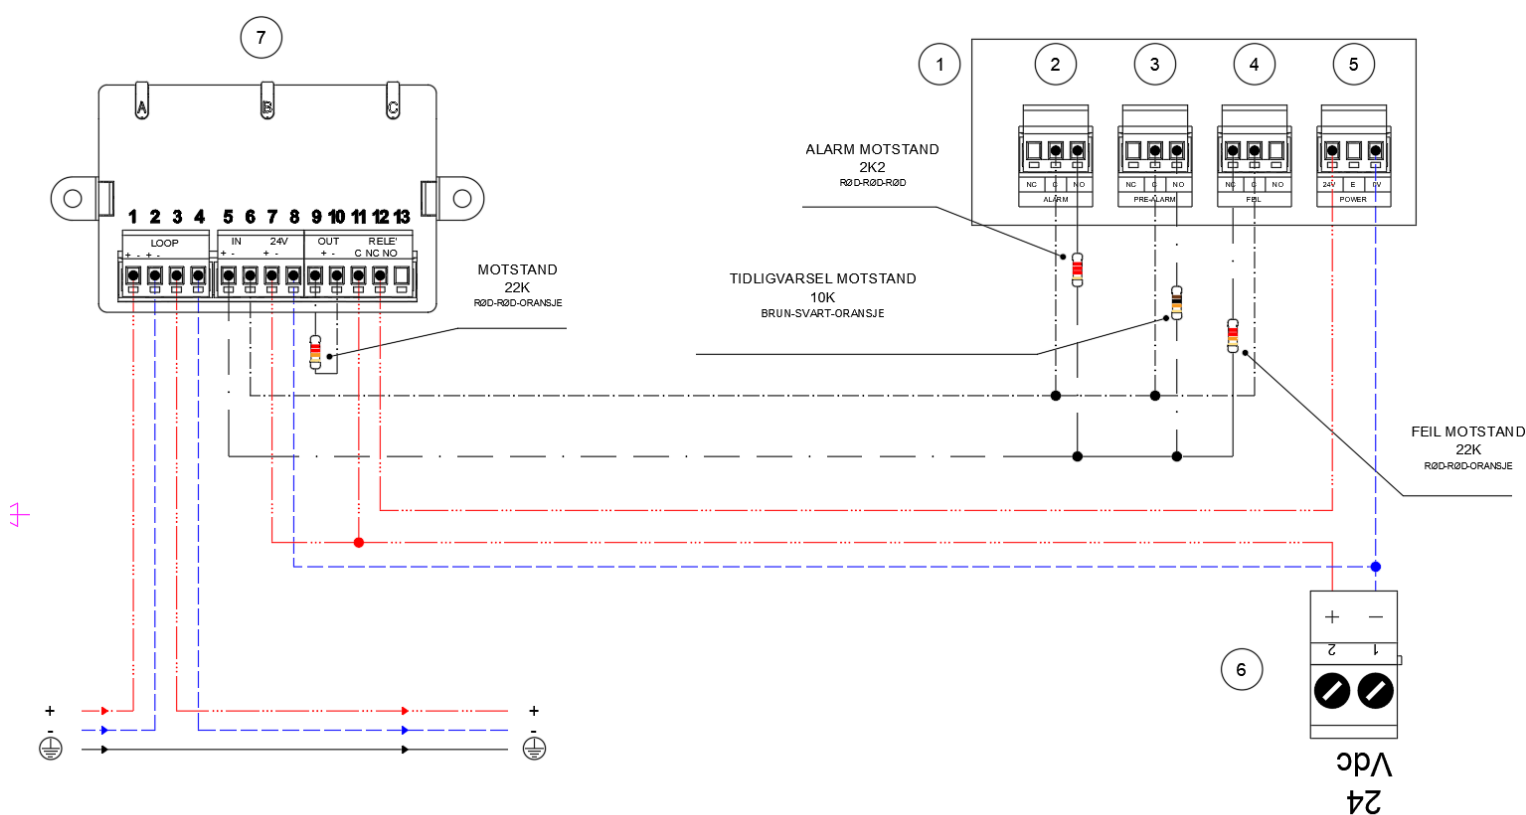 7
1
2
3
4
5
A
B
C
ALARM MOTSTAND
2K2
RØD-RØD-RØD
NC C NO
ALARM
NC C NO
PRE-ALARM
NC C NO
FEIL
24V E 0V
POWER
1 2 3 4 5 6 7 8 9 10 11 12 13
LOOP
+ - + -
IN
+ -
24V
+ -
OUT
+ -
RELE'
C NC NO
MOTSTAND
22K
RØD-RØD-ORANSJE
TIDLIGVARSEL MOTSTAND
10K
BRUN-SVART-ORANSJE
FEIL MOTSTAND
22K
RØD-RØD-ORANSJE
+ −
2 1
6
+ +
- -
Vdc
24